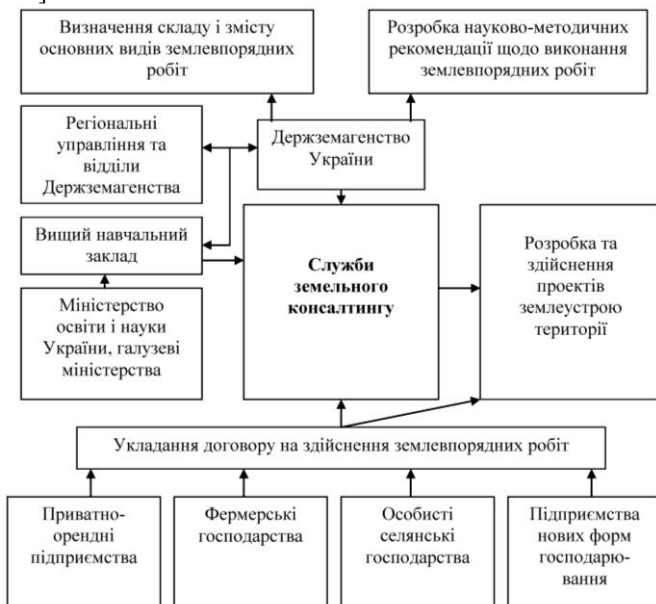 ]
Визначення складу і змісту
основних видів землевпорядних
робіт
Розробка науково-методичних
рекомендації щодо виконання
землевпорядних робіт
Регіональні
управління та
відділи
Держземагенства
Держземагенство
України
Вищий навчальний
заклад
Служби
земельного
консалтингу
Розробка та
здійснення
проектів
землеустрою
території
Міністерство
освіти і науки
України, галузеві
міністерства
Укладання договору на здійснення землевпорядних робіт
Приватно-
орендні
підприємства
Фермерські
господарства
Особисті
селянські
господарства
Підприємства
нових форм
господарю-
вання